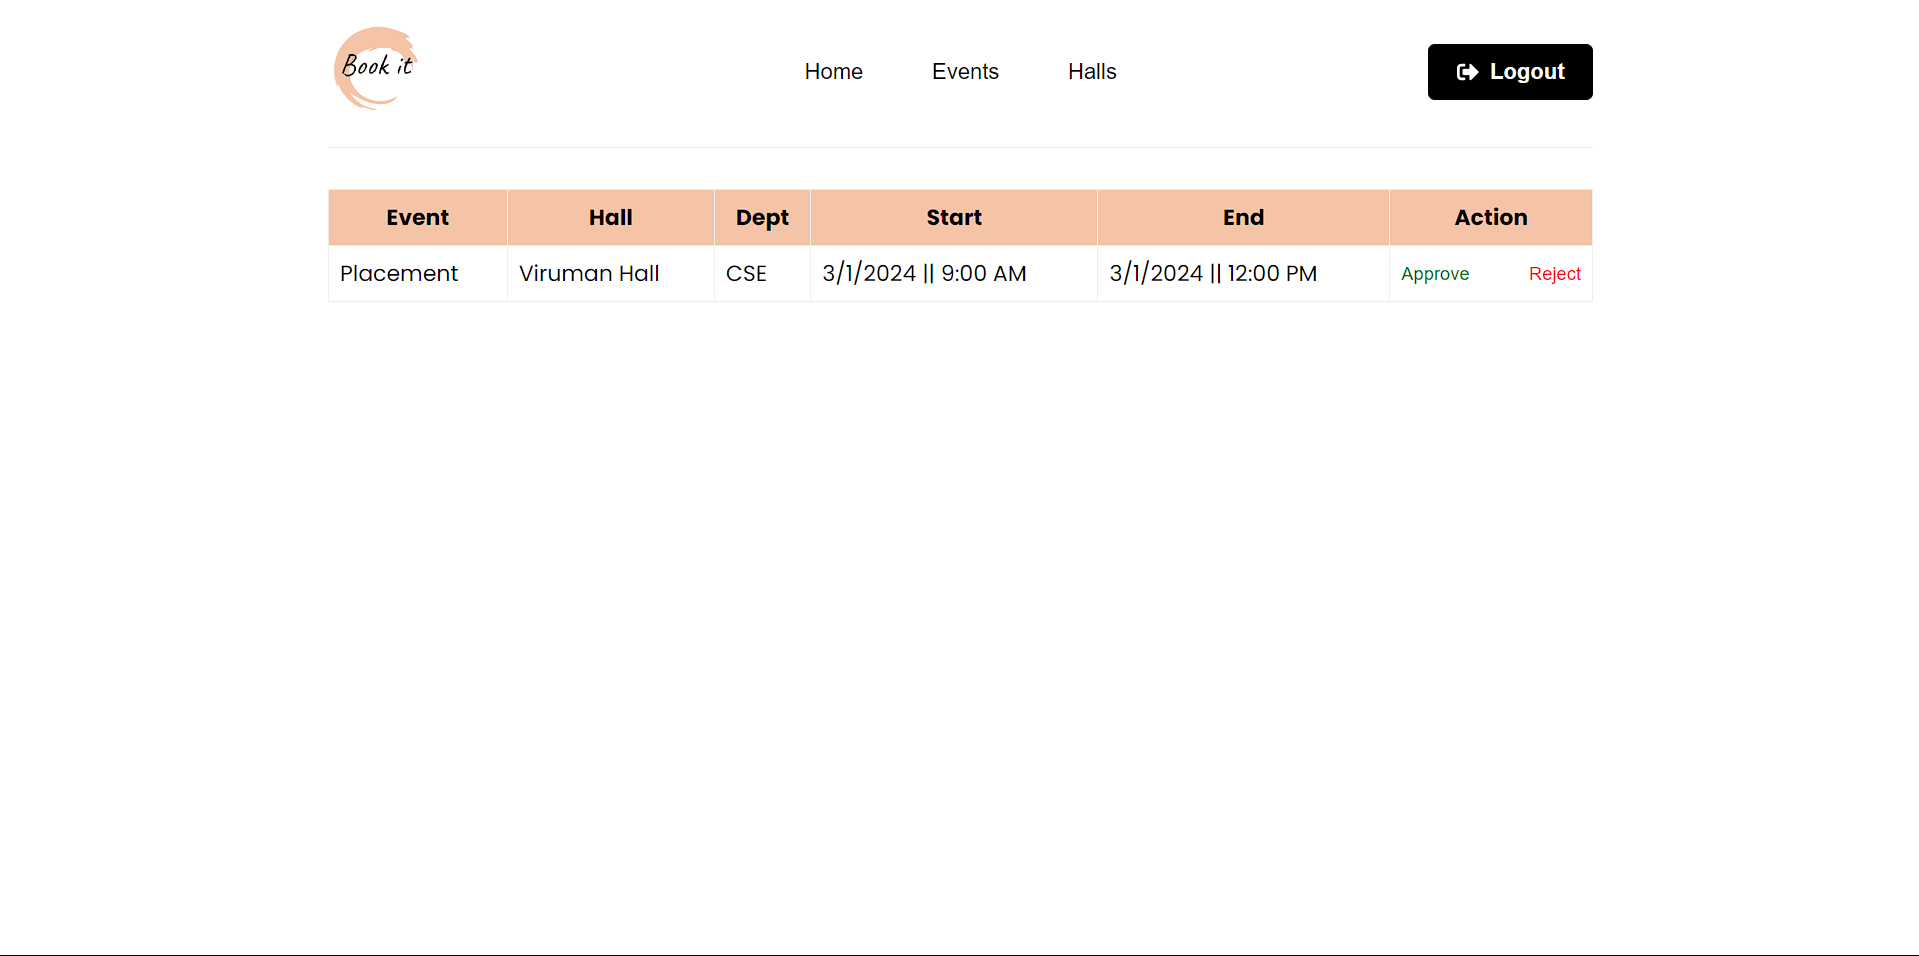 Book it
Home Events Halls Logout
Event Hall Dept Start End Action
Placement Viruman Hall CSE 3/1/2024 || 9:00 AM 3/1/2024 || 12:00 PM Approve Reject